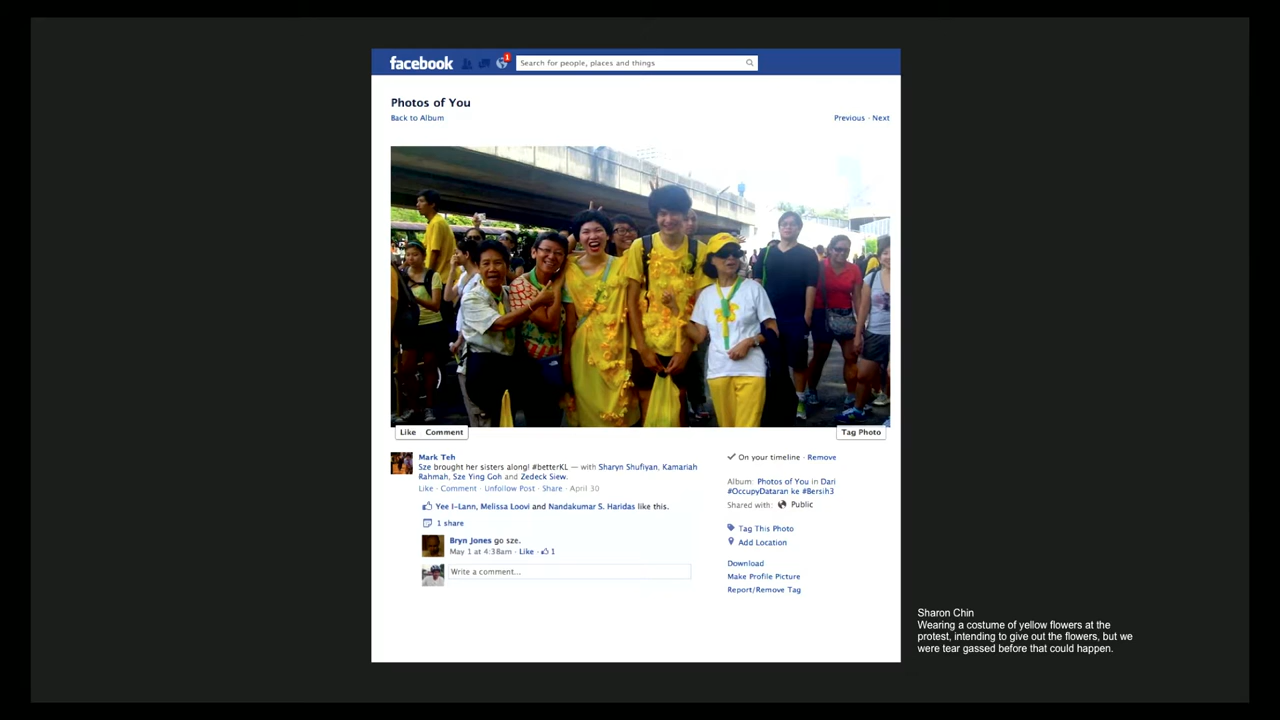 facebook
1
Search for people, places and things
Photos of You
Back to Album
Previous · Next
Like Comment
Tag Photo
Mark Teh
Sze brought her sisters along! #betterKL — with Sharyn Shufiyan, Kamariah
Rahmah, Sze Ying Goh and Zedeck Siew.
Like · Comment · Unfollow Post · Share · April 30
Yee I-Lann, Melissa Loovi and Nandakumar S. Haridas like this.
1 share
Bryn Jones go sze.
May 1 at 4:38am · Like · 1
Write a comment...
On your timeline · Remove
Album: Photos of You in Dari
#OccupyDataran ke #Bersih3
Shared with: Public
Tag This Photo
Add Location
Download
Make Profile Picture
Report/Remove Tag
Sharon Chin
Wearing a costume of yellow flowers at the
protest, intending to give out the flowers, but we
were tear gassed before that could happen.